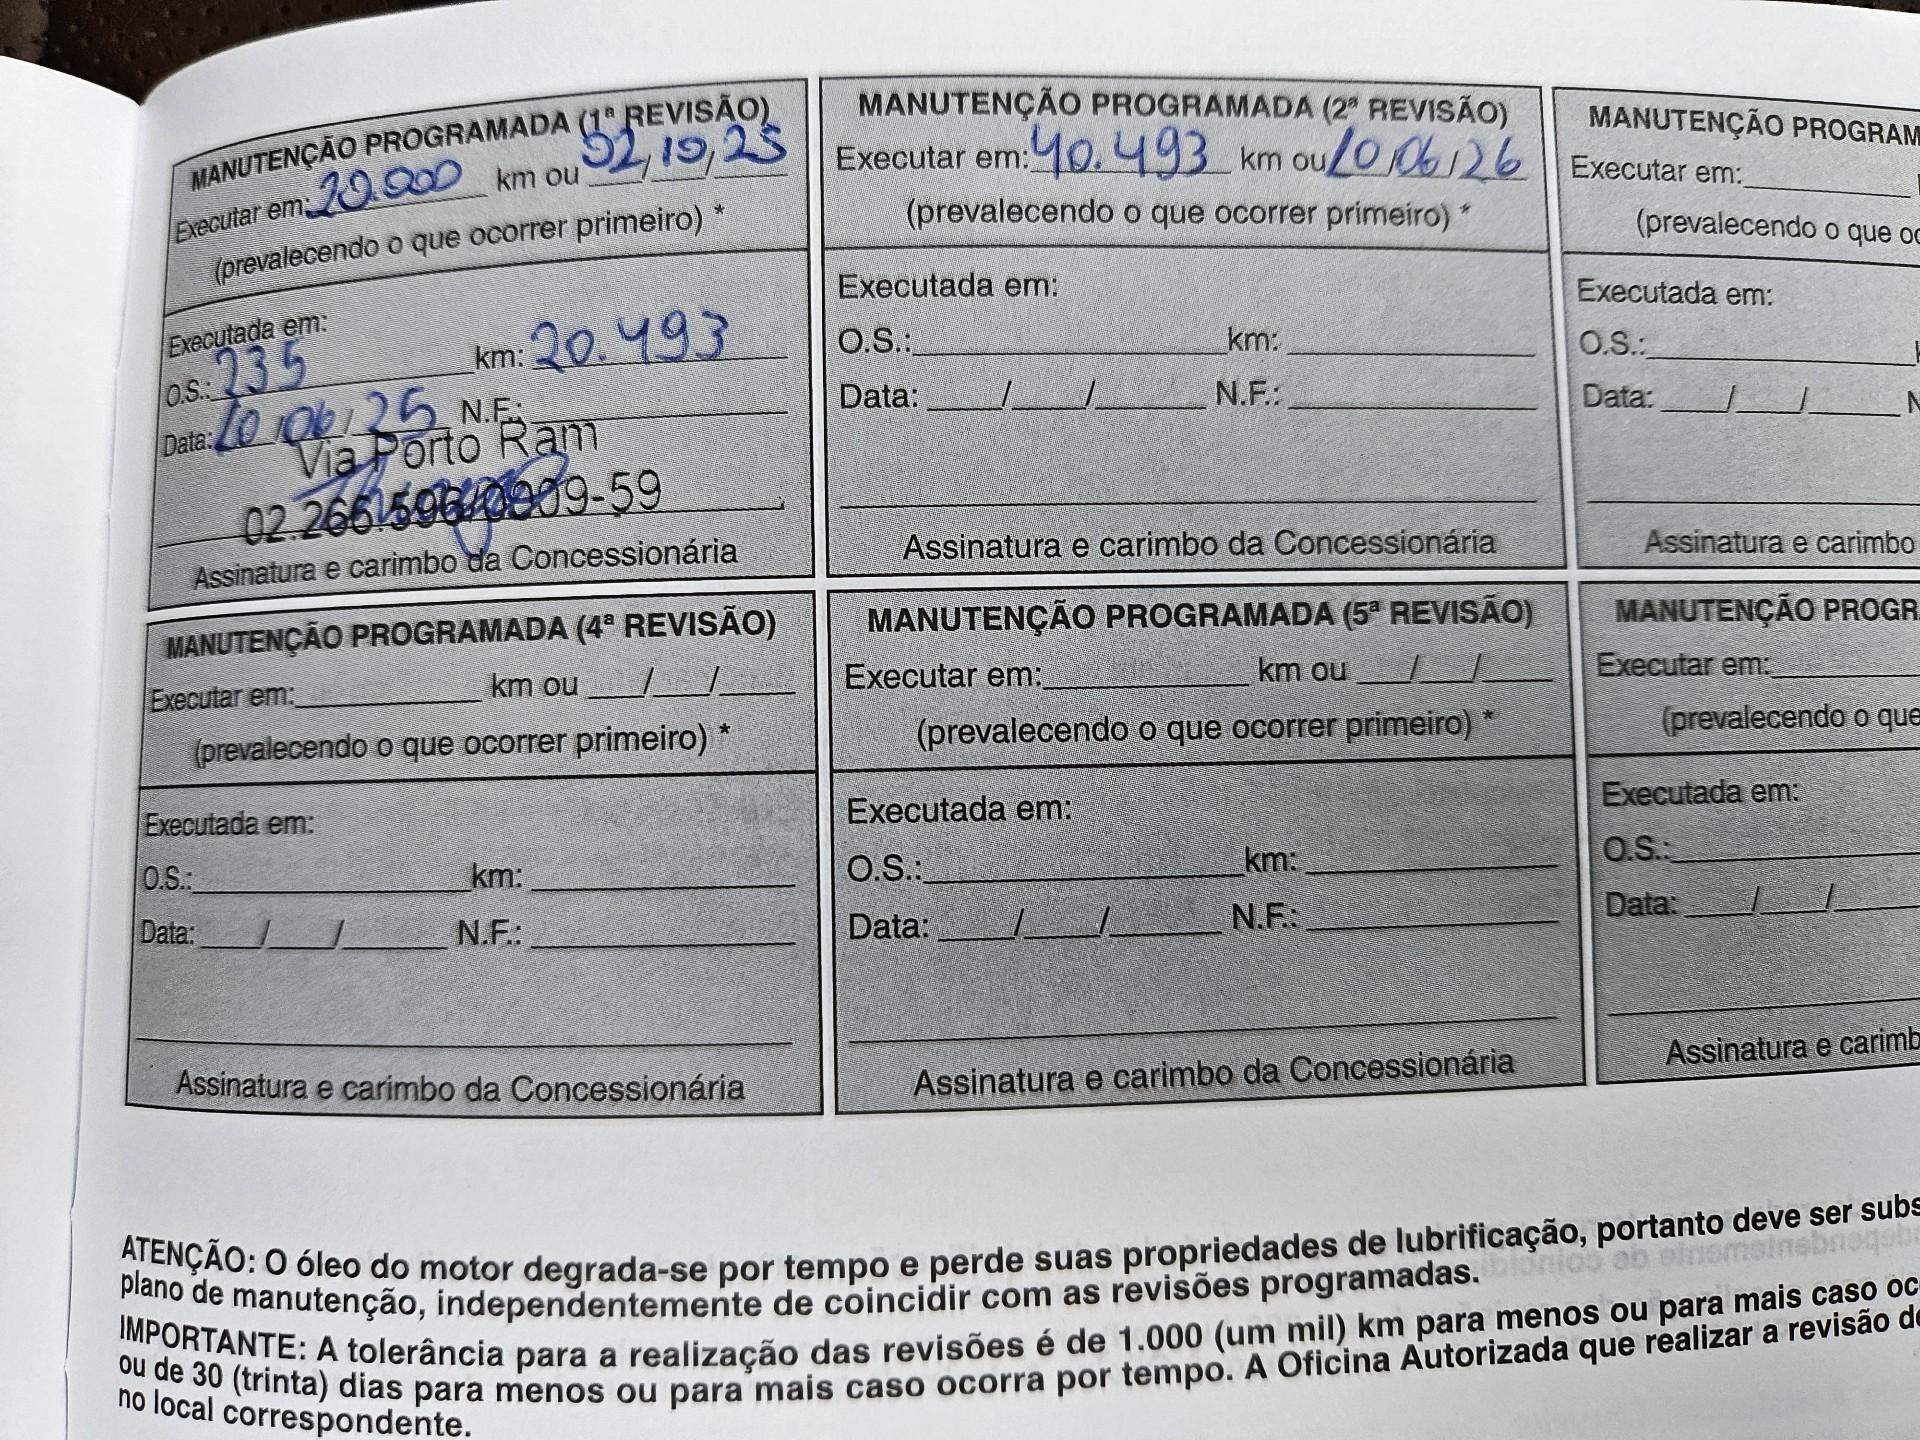 MANUTENÇÃO PROGRAMADA (1ª REVISÃO)
Executar em: 20.000 km ou 02/10/25
(prevalecendo o que ocorrer primeiro) *
Executada em:
O.S.: 235 km: 20.493
Data: 10/06/25 N.F.:
Via Porto Ram
02.266.596/0909-59
Assinatura e carimbo da Concessionária
MANUTENÇÃO PROGRAMADA (2ª REVISÃO)
Executar em: 40.493 km ou 10/06/26
(prevalecendo o que ocorrer primeiro) *
Executada em:
O.S.: km:
Data: / / N.F.:
Assinatura e carimbo da Concessionária
MANUTENÇÃO PROGRAM
Executar em:
(prevalecendo o que oc
Executada em:
O.S.:
Data: / /
Assinatura e carimbo
MANUTENÇÃO PROGRAMADA (4ª REVISÃO)
Executar em: km ou / /
(prevalecendo o que ocorrer primeiro) *
Executada em:
O.S.: km:
Data: / / N.F.:
Assinatura e carimbo da Concessionária
MANUTENÇÃO PROGRAMADA (5ª REVISÃO)
Executar em: km ou / /
(prevalecendo o que ocorrer primeiro) *
Executada em:
O.S.: km:
Data: / / N.F.:
Assinatura e carimbo da Concessionária
MANUTENÇÃO PROGR
Executar em:
(prevalecendo o que
Executada em:
O.S.:
Data: / /
Assinatura e carimb
ATENÇÃO: O óleo do motor degrada-se por tempo e perde suas propriedades de lubrificação, portanto deve ser subs
plano de manutenção, independentemente de coincidir com as revisões programadas.
IMPORTANTE: A tolerância para a realização das revisões é de 1.000 (um mil) km para menos ou para mais caso oc
ou de 30 (trinta) dias para menos ou para mais caso ocorra por tempo. A Oficina Autorizada que realizar a revisão de
no local correspondente.